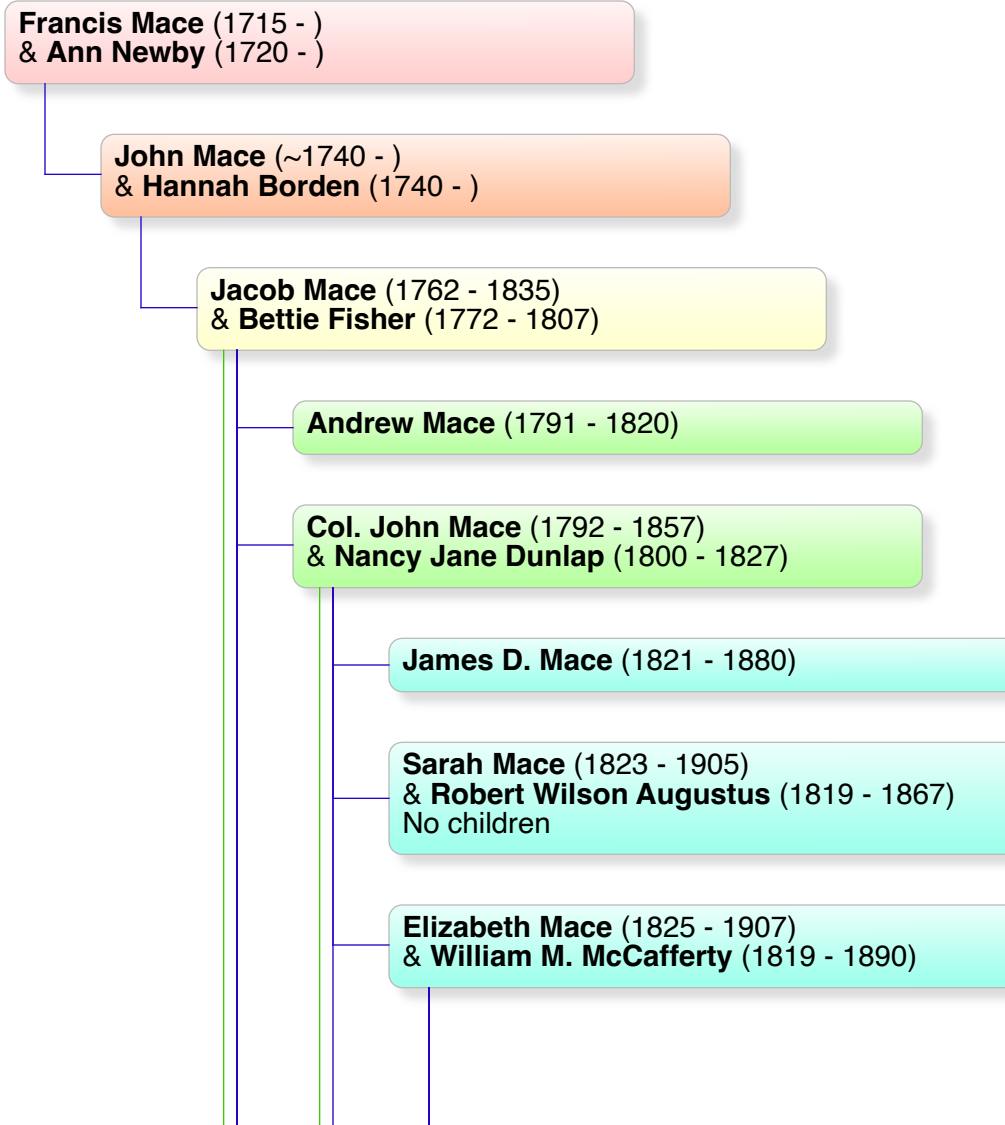 Francis Mace (1715 - )
& Ann Newby (1720 - )
John Mace (~1740 - )
& Hannah Borden (1740 - )
Jacob Mace (1762 - 1835)
& Bettie Fisher (1772 - 1807)
Andrew Mace (1791 - 1820)
Col. John Mace (1792 - 1857)
& Nancy Jane Dunlap (1800 - 1827)
James D. Mace (1821 - 1880)
Sarah Mace (1823 - 1905)
& Robert Wilson Augustus (1819 - 1867)
No children
Elizabeth Mace (1825 - 1907)
& William M. McCafferty (1819 - 1890)